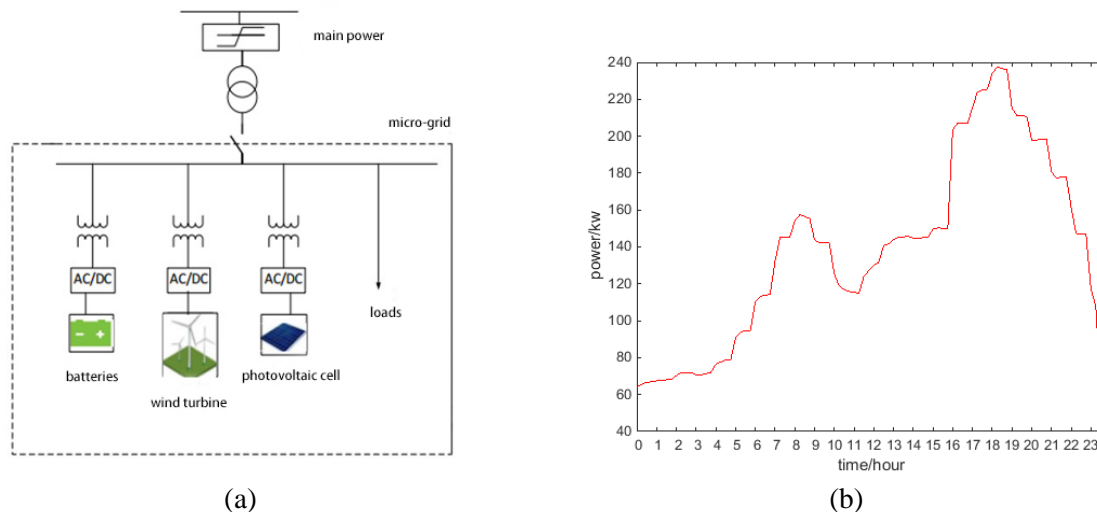 main power
micro-grid
AC/DC
AC/DC
AC/DC
loads
batteries
photovoltaic cell
wind turbine
(a)
240
220
200
180
160
140
120
100
80
60
40
power/kw
0 1 2 3 4 5 6 7 8 9 10 11 12 13 14 15 16 17 18 19 20 21 22 23
time/hour
(b)